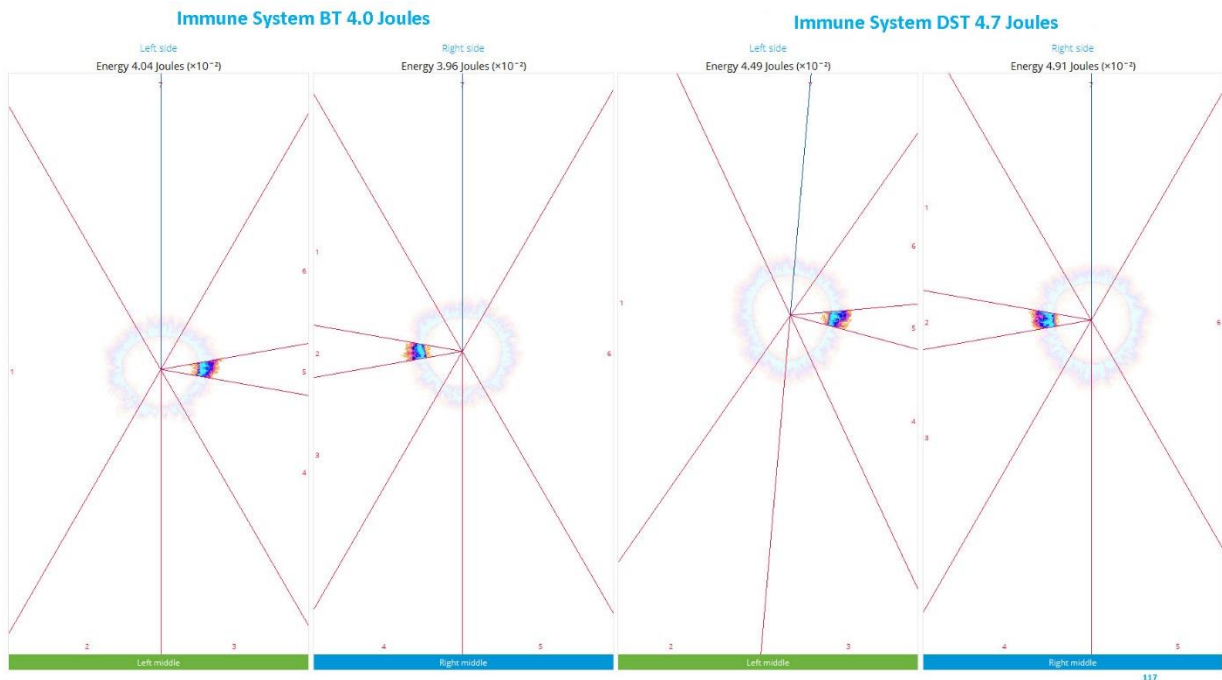 Immune System BT 4.0 Joules
Immune System DST 4.7 Joules
Left side
Right side
Left side
Right side
Energy 4.04 Joules (×10⁻²)
Energy 3.96 Joules (×10⁻²)
Energy 4.49 Joules (×10⁻²)
Energy 4.91 Joules (×10⁻²)
7
7
7
7
1
6
5
4
2
3
1
2
3
6
4
5
1
6
5
4
2
3
1
2
3
6
4
5
Left middle
Right middle
Left middle
Right middle
117